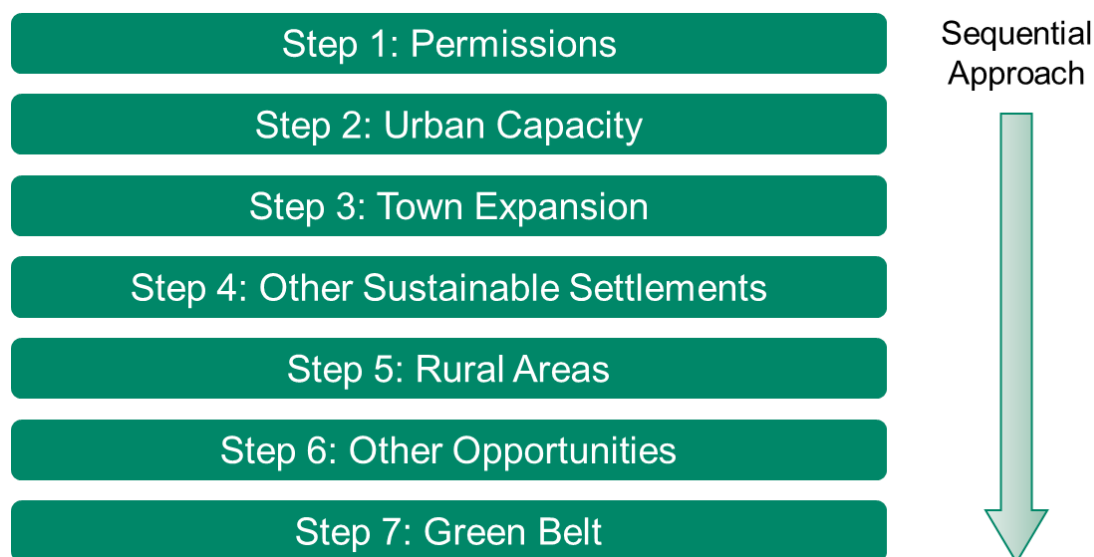 Step 1: Permissions
Step 2: Urban Capacity
Step 3: Town Expansion
Step 4: Other Sustainable Settlements
Step 5: Rural Areas
Step 6: Other Opportunities
Step 7: Green Belt
Sequential
Approach